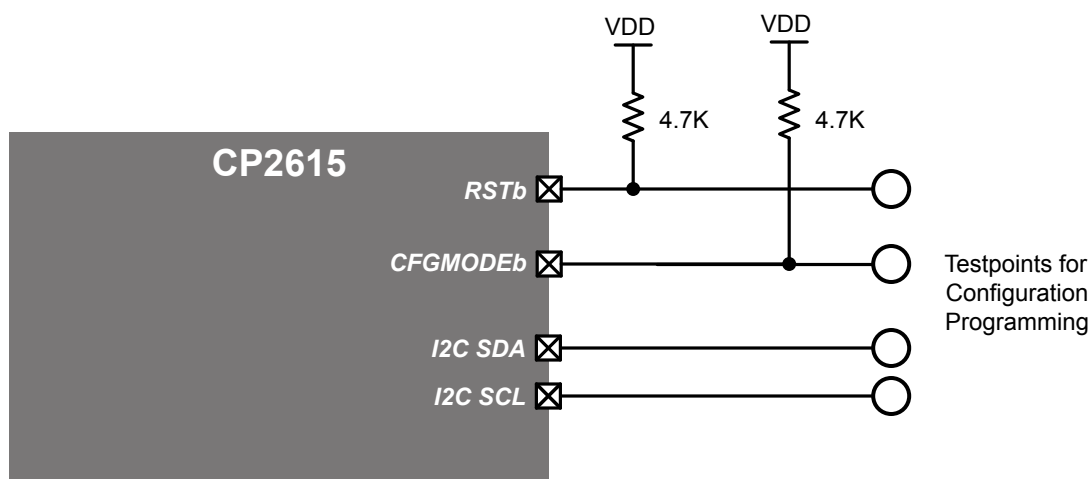 VDD
VDD
4.7K
4.7K
CP2615
RSTb
CFGMODEb
Testpoints for
Configuration
Programming
I2C SDA
I2C SCL